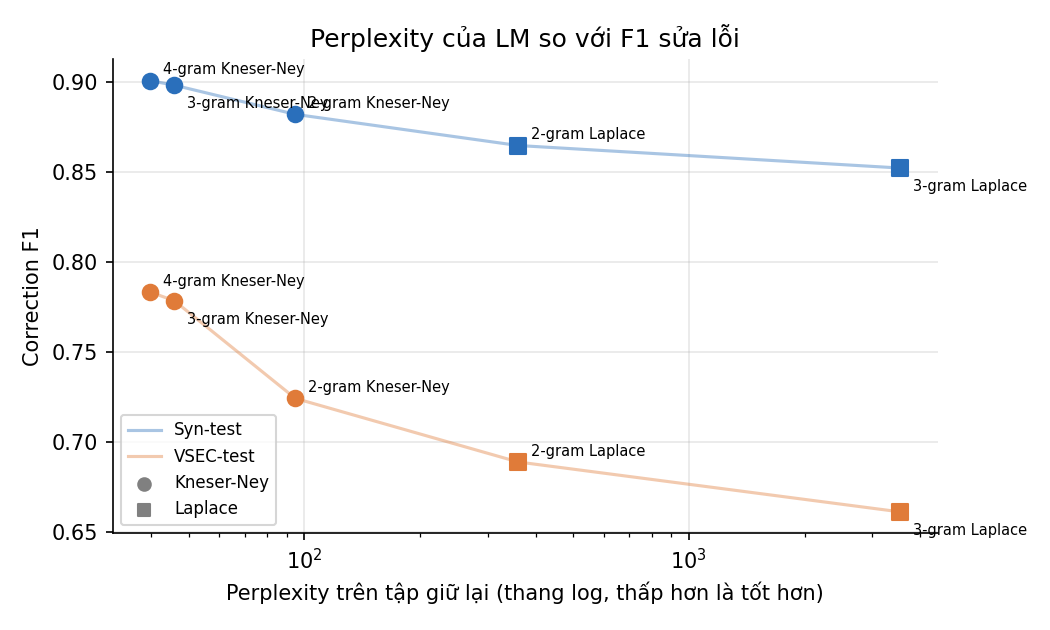 Perplexity của LM so với F1 sửa lỗi
Correction F1
0.90
0.85
0.80
0.75
0.70
0.65
4-gram Kneser-Ney
3-gram Kneser-Ney
2-gram Kneser-Ney
2-gram Laplace
3-gram Laplace
4-gram Kneser-Ney
3-gram Kneser-Ney
2-gram Kneser-Ney
2-gram Laplace
3-gram Laplace
Syn-test
VSEC-test
Kneser-Ney
Laplace
10²
10³
Perplexity trên tập giữ lại (thang log, thấp hơn là tốt hơn)